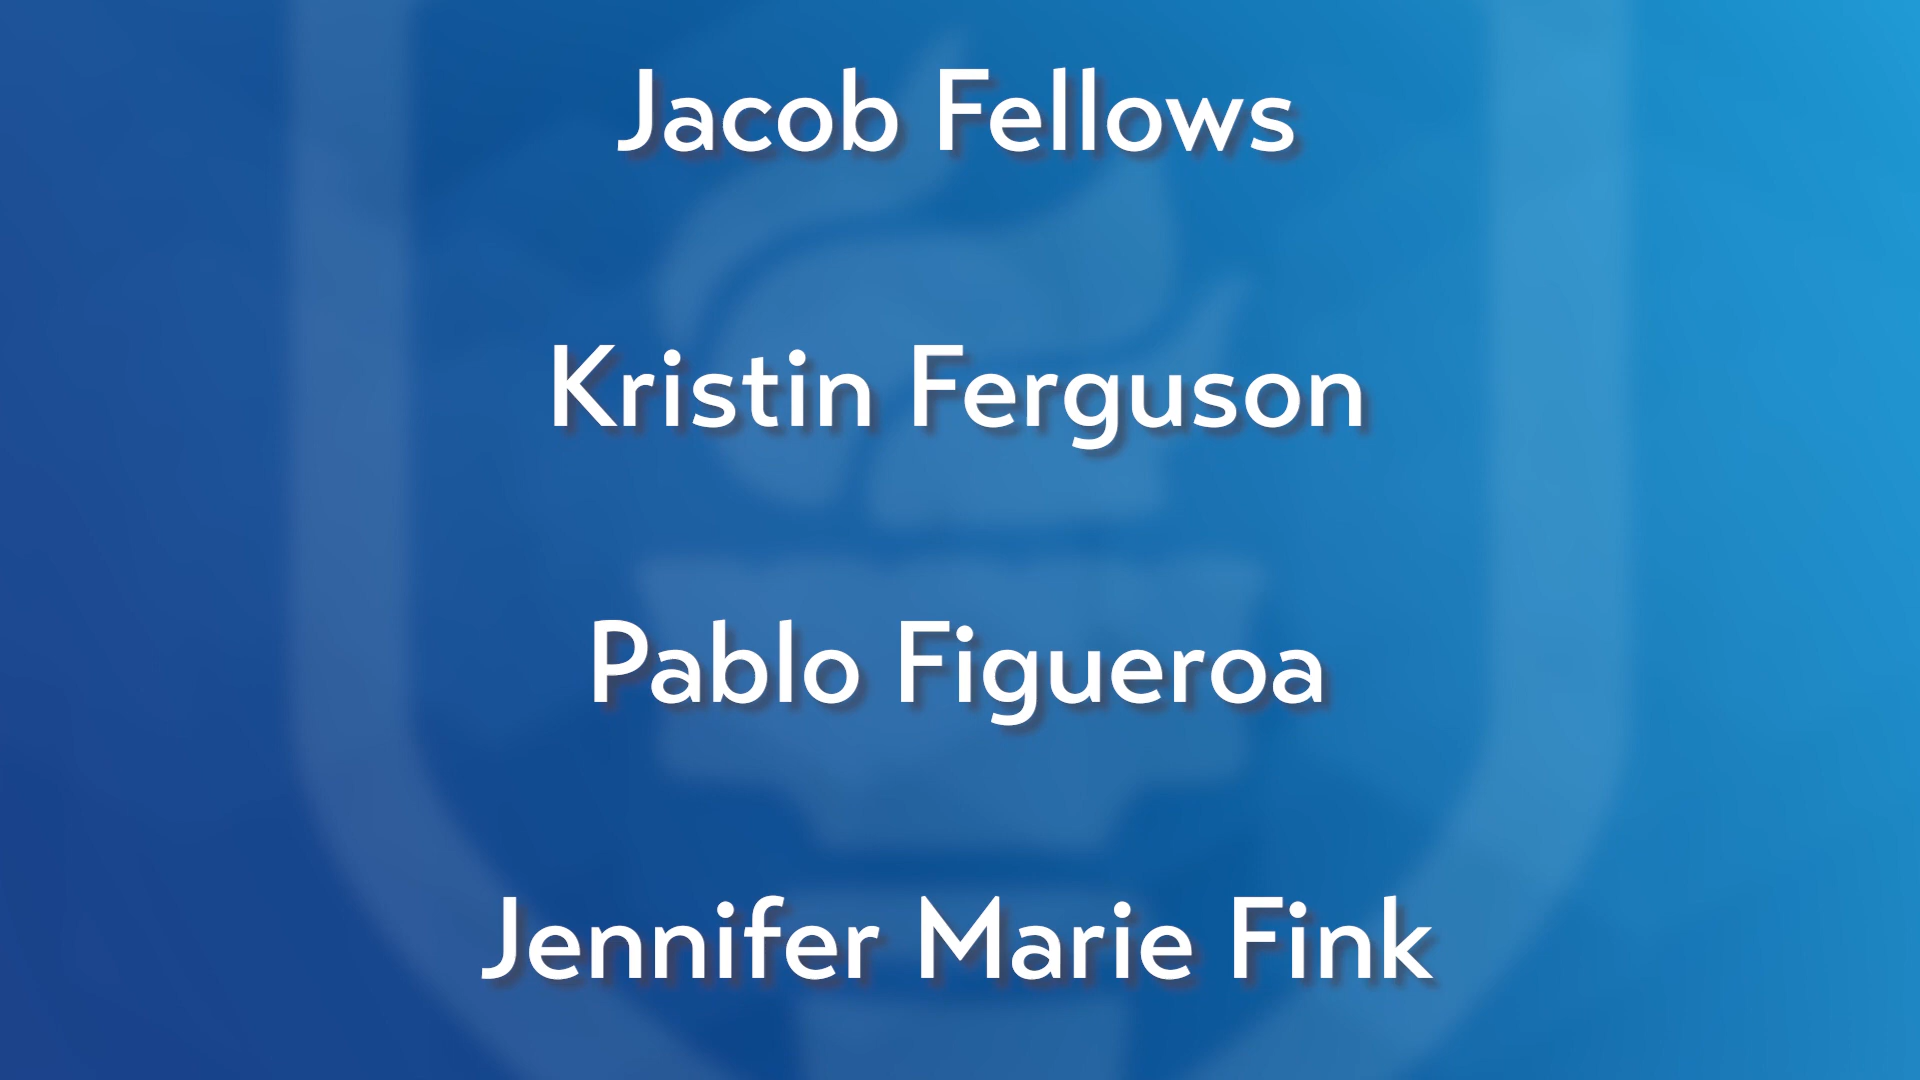 Jacob Fellows
Kristin Ferguson
Pablo Figueroa
Jennifer Marie Fink